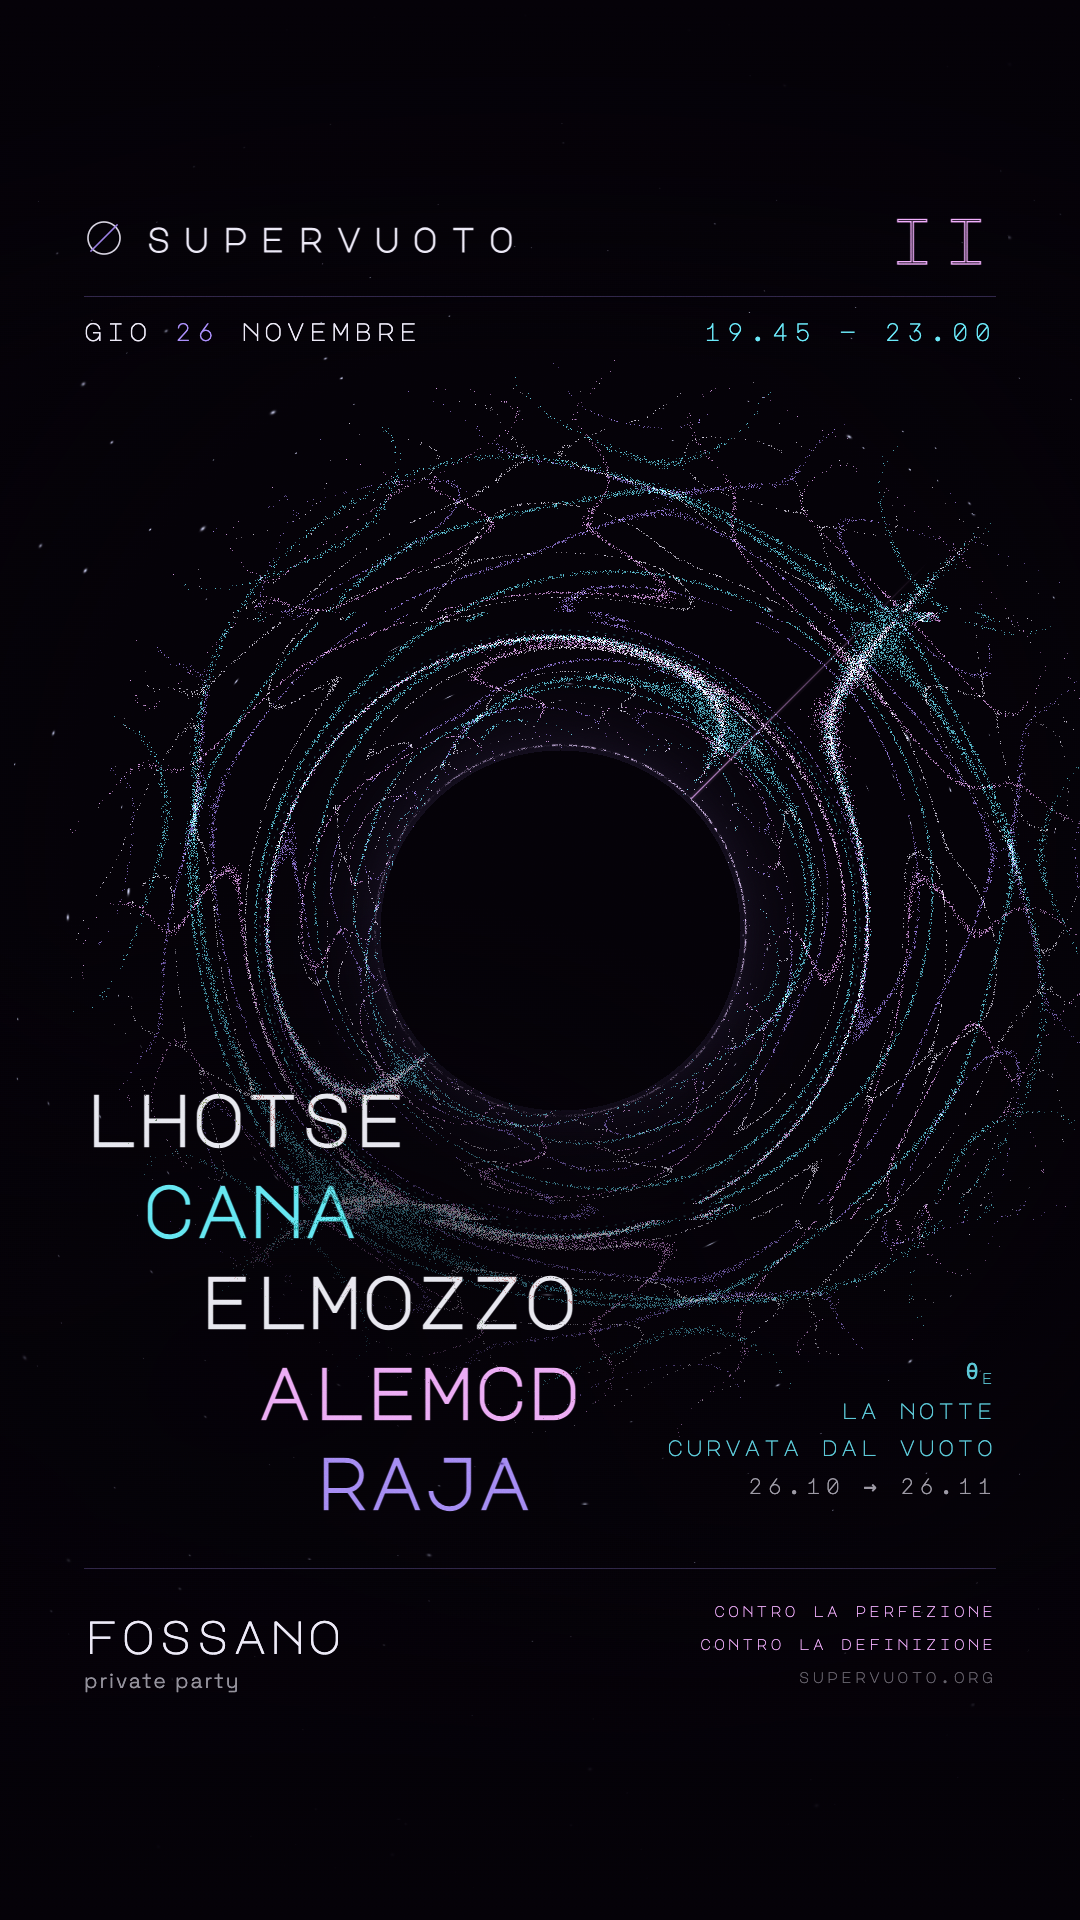 Ø SUPERVUOTO
II
GIO 26 NOVEMBRE
19.45 – 23.00
LHOTSE
CANA
ELMOZZO
ALEMCD
RAJA
θE
LA NOTTE
CURVATA DAL VUOTO
26.10 → 26.11
FOSSANO
private party
CONTRO LA PERFEZIONE
CONTRO LA DEFINIZIONE
SUPERVUOTO.ORG